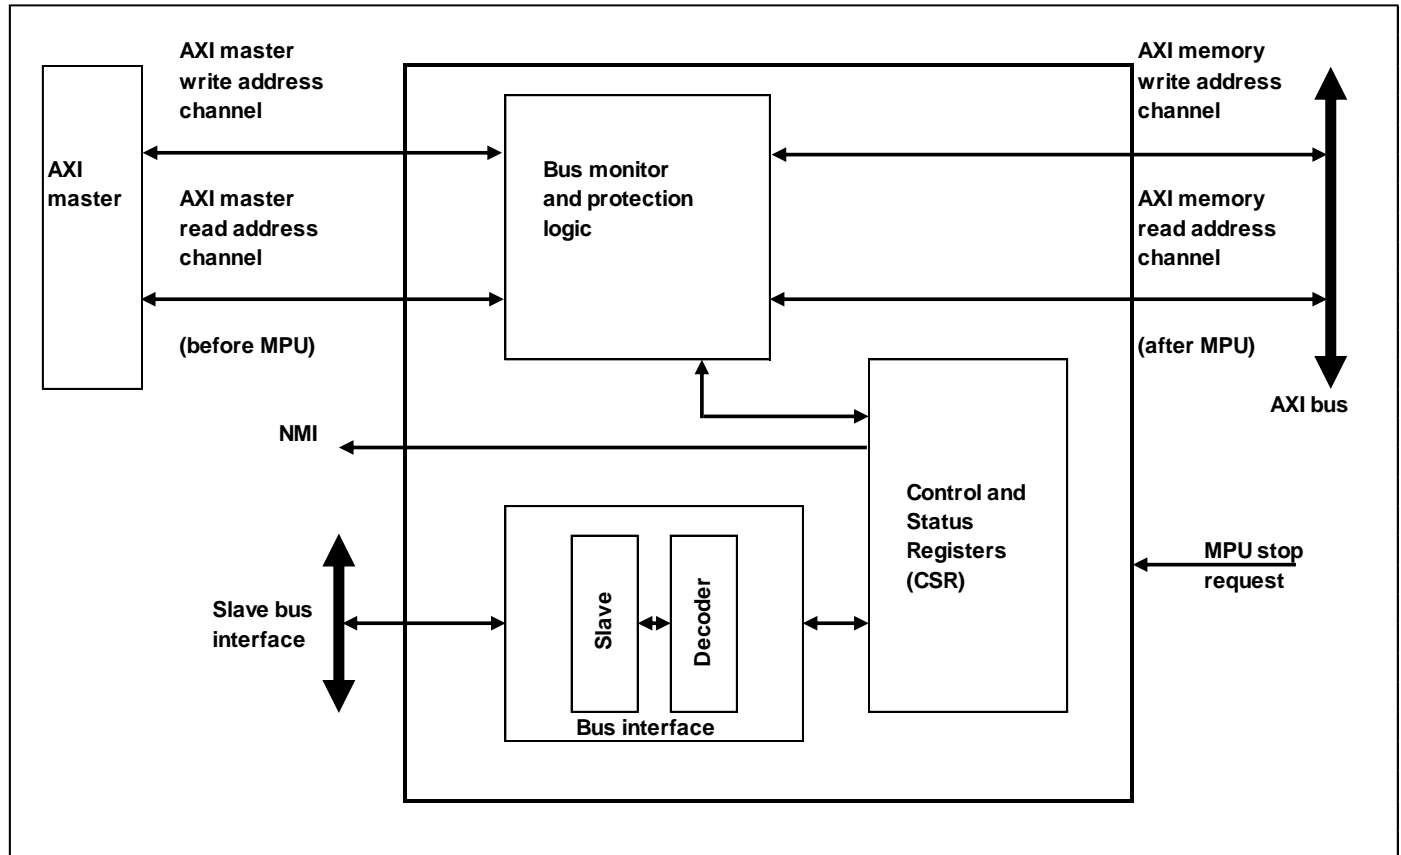 AXI master
write address
channel
AXI memory
write address
channel
AXI
master
Bus monitor
and protection
logic
AXI master
read address
channel
AXI memory
read address
channel
(before MPU)
(after MPU)
AXI bus
NMI
Control and
Status
Registers
(CSR)
MPU stop
request
Slave bus
interface
Slave
Decoder
Bus interface